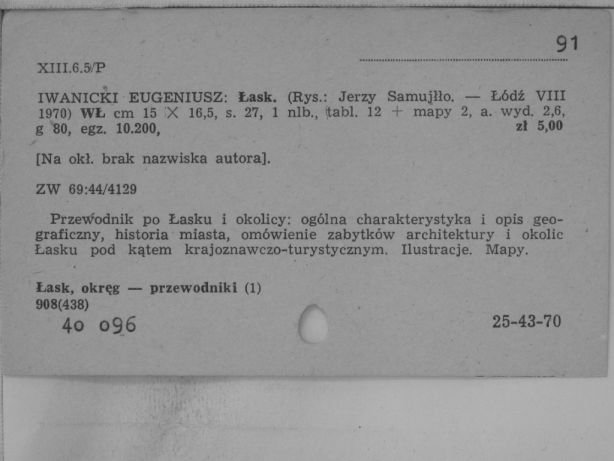 91
XIII.6.5/P
IWANICKI EUGENIUSZ: Łask. (Rys.: Jerzy Samujłło. — Łódź VIII
1970) WŁ cm 15 X 16,5, s. 27, 1 nlb., tabl. 12 + mapy 2, a. wyd. 2,6,
g 80, egz. 10.200, zł 5,00
[Na okł. brak nazwiska autora].
ZW 69:44/4129
Przewodnik po Łasku i okolicy: ogólna charakterystyka i opis geo-
graficzny, historia miasta, omówienie zabytków architektury i okolic
Łasku pod kątem krajoznawczo-turystycznym. Ilustracje. Mapy.
Łask, okręg — przewodniki (1)
908(438)
40 096 25-43-70